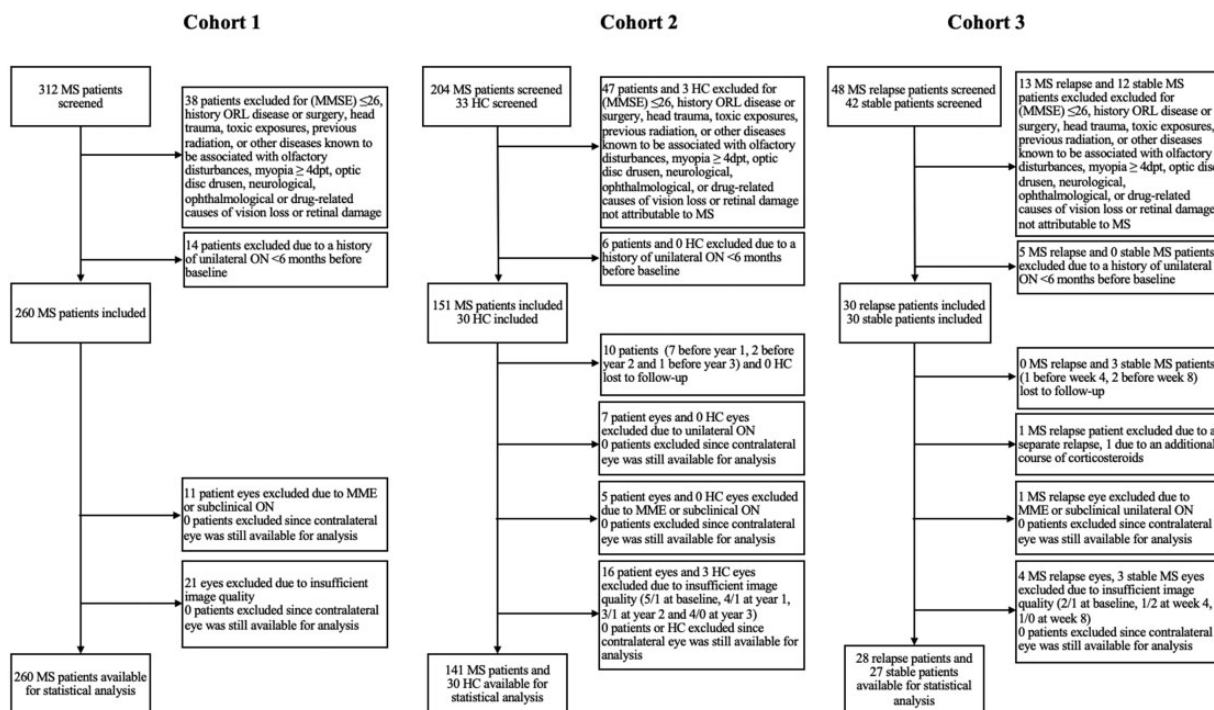 Cohort 1
312 MS patients
screened
38 patients excluded for (MMSE) ≤26,
history ORL disease or surgery, head
trauma, toxic exposures, previous
radiation, or other diseases known to
be associated with olfactory
disturbances, myopia ≥ 4dpt, optic
disc drusen, neurological,
ophthalmological or drug-related
causes of vision loss or retinal damage
14 patients excluded due to a history
of unilateral ON <6 months before
baseline
260 MS patients included
11 patient eyes excluded due to MME
or subclinical ON
0 patients excluded since contralateral
eye was still available for analysis
21 eyes excluded due to insufficient
image quality
0 patients excluded since contralateral
eye was still available for analysis
260 MS patients available
for statistical analysis
Cohort 2
204 MS patients screened
33 HC screened
47 patients and 3 HC excluded for
(MMSE) ≤26, history ORL disease or
surgery, head trauma, toxic exposures,
previous radiation, or other diseases
known to be associated with olfactory
disturbances, myopia ≥ 4dpt, optic
disc drusen, neurological,
ophthalmological, or drug-related
causes of vision loss or retinal damage
not attributable to MS
6 patients and 0 HC excluded due to a
history of unilateral ON <6 months
before baseline
151 MS patients included
30 HC included
10 patients (7 before year 1, 2 before
year 2 and 1 before year 3) and 0 HC
lost to follow-up
7 patient eyes and 0 HC eyes
excluded due to unilateral ON
0 patients excluded since contralateral
eye was still available for analysis
5 patient eyes and 0 HC eyes excluded
due to MME or subclinical ON
0 patients excluded since contralateral
eye was still available for analysis
16 patient eyes and 3 HC eyes
excluded due to insufficient image
quality (5/1 at baseline, 4/1 at year 1,
3/1 at year 2 and 4/0 at year 3)
0 patients or HC excluded since
contralateral eye was still available for
analysis
141 MS patients and
30 HC available for
statistical analysis
Cohort 3
48 MS relapse patients screened
42 stable patients screened
13 MS relapse and 12 stable MS
patients excluded excluded for
(MMSE) ≤26, history ORL disease or
surgery, head trauma, toxic exposures,
previous radiation, or other diseases
known to be associated with olfactory
disturbances, myopia ≥ 4dpt, optic disc
drusen, neurological,
ophthalmological, or drug-related
causes of vision loss or retinal damage
not attributable to MS
5 MS relapse and 0 stable MS patients
excluded due to a history of unilateral
ON <6 months before baseline
30 relapse patients included
30 stable patients included
0 MS relapse and 3 stable MS patients
(1 before week 4, 2 before week 8)
lost to follow-up
1 MS relapse patient excluded due to a
separate relapse, 1 due to an additional
course of corticosteroids
1 MS relapse eye excluded due to
MME or subclinical unilateral ON
0 patients excluded since contralateral
eye was still available for analysis
4 MS relapse eyes, 3 stable MS eyes
excluded due to insufficient image
quality (2/1 at baseline, 1/2 at week 4,
1/0 at week 8)
0 patients excluded since contralateral
eye was still available for analysis
28 relapse patients and
27 stable patients
available for statistical
analysis